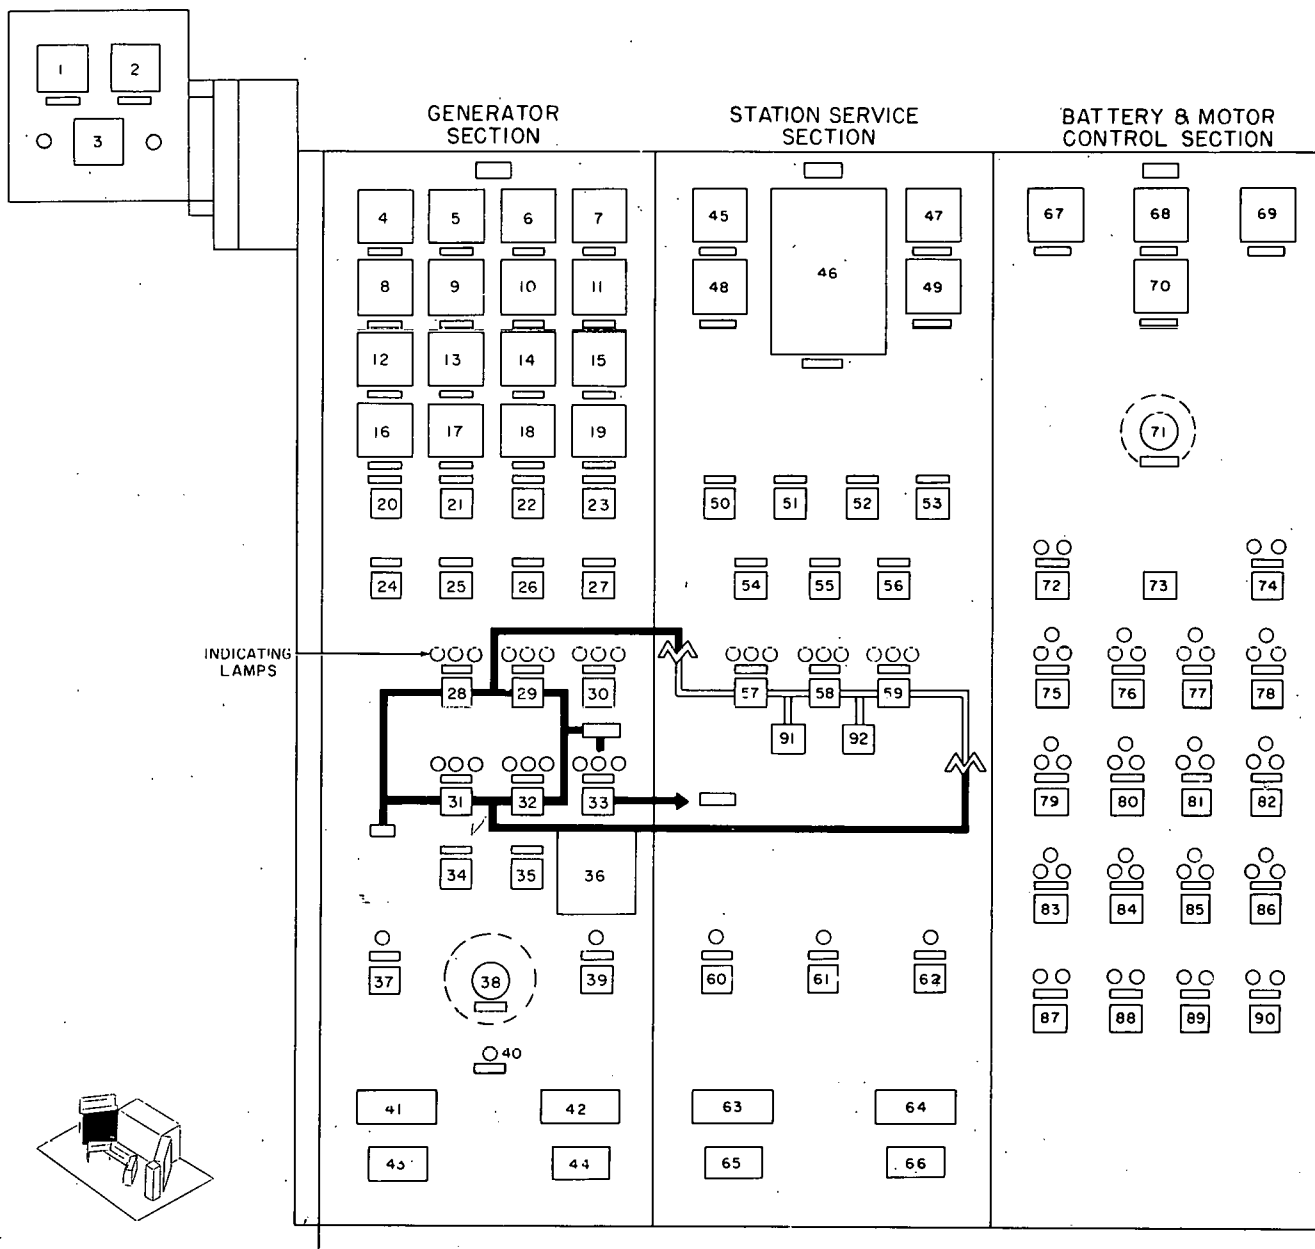 1 2
3
GENERATOR
SECTION
STATION SERVICE
SECTION
BATTERY & MOTOR
CONTROL SECTION
4 5 6 7
8 9 10 11
12 13 14 15
16 17 18 19
20 21 22 23
24 25 26 27
INDICATING
LAMPS
28 29 30
31 32 33
34 35 36
37 38 39
40
41 42
43 44
45 46 47
48 49
50 51 52 53
54 55 56
57 58 59
91 92
60 61 62
63 64
65 66
67 68 69
70
71
72 73 74
75 76 77 78
79 80 81 82
83 84 85 86
87 88 89 90